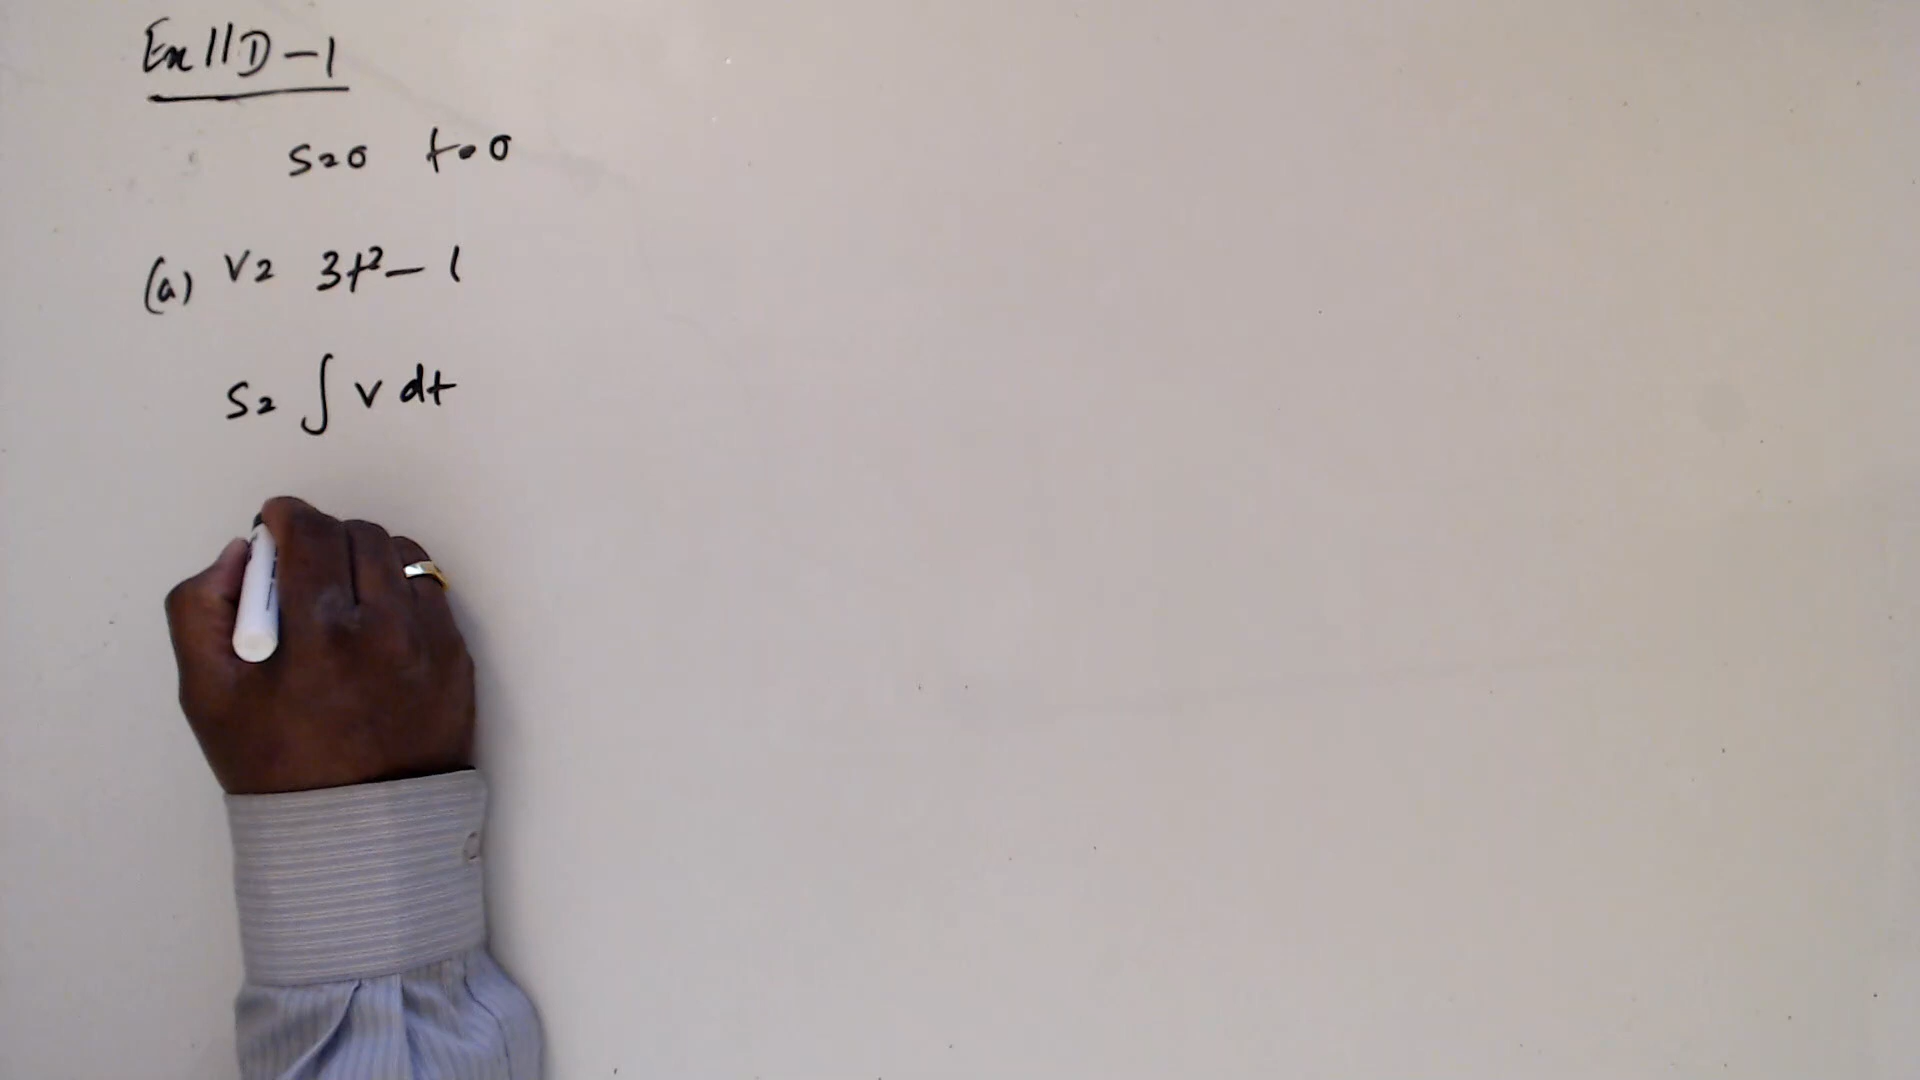 Ex 11D - 1
s = 0 t = 0
(a) v = 3t² - 1
s = ∫ v dt